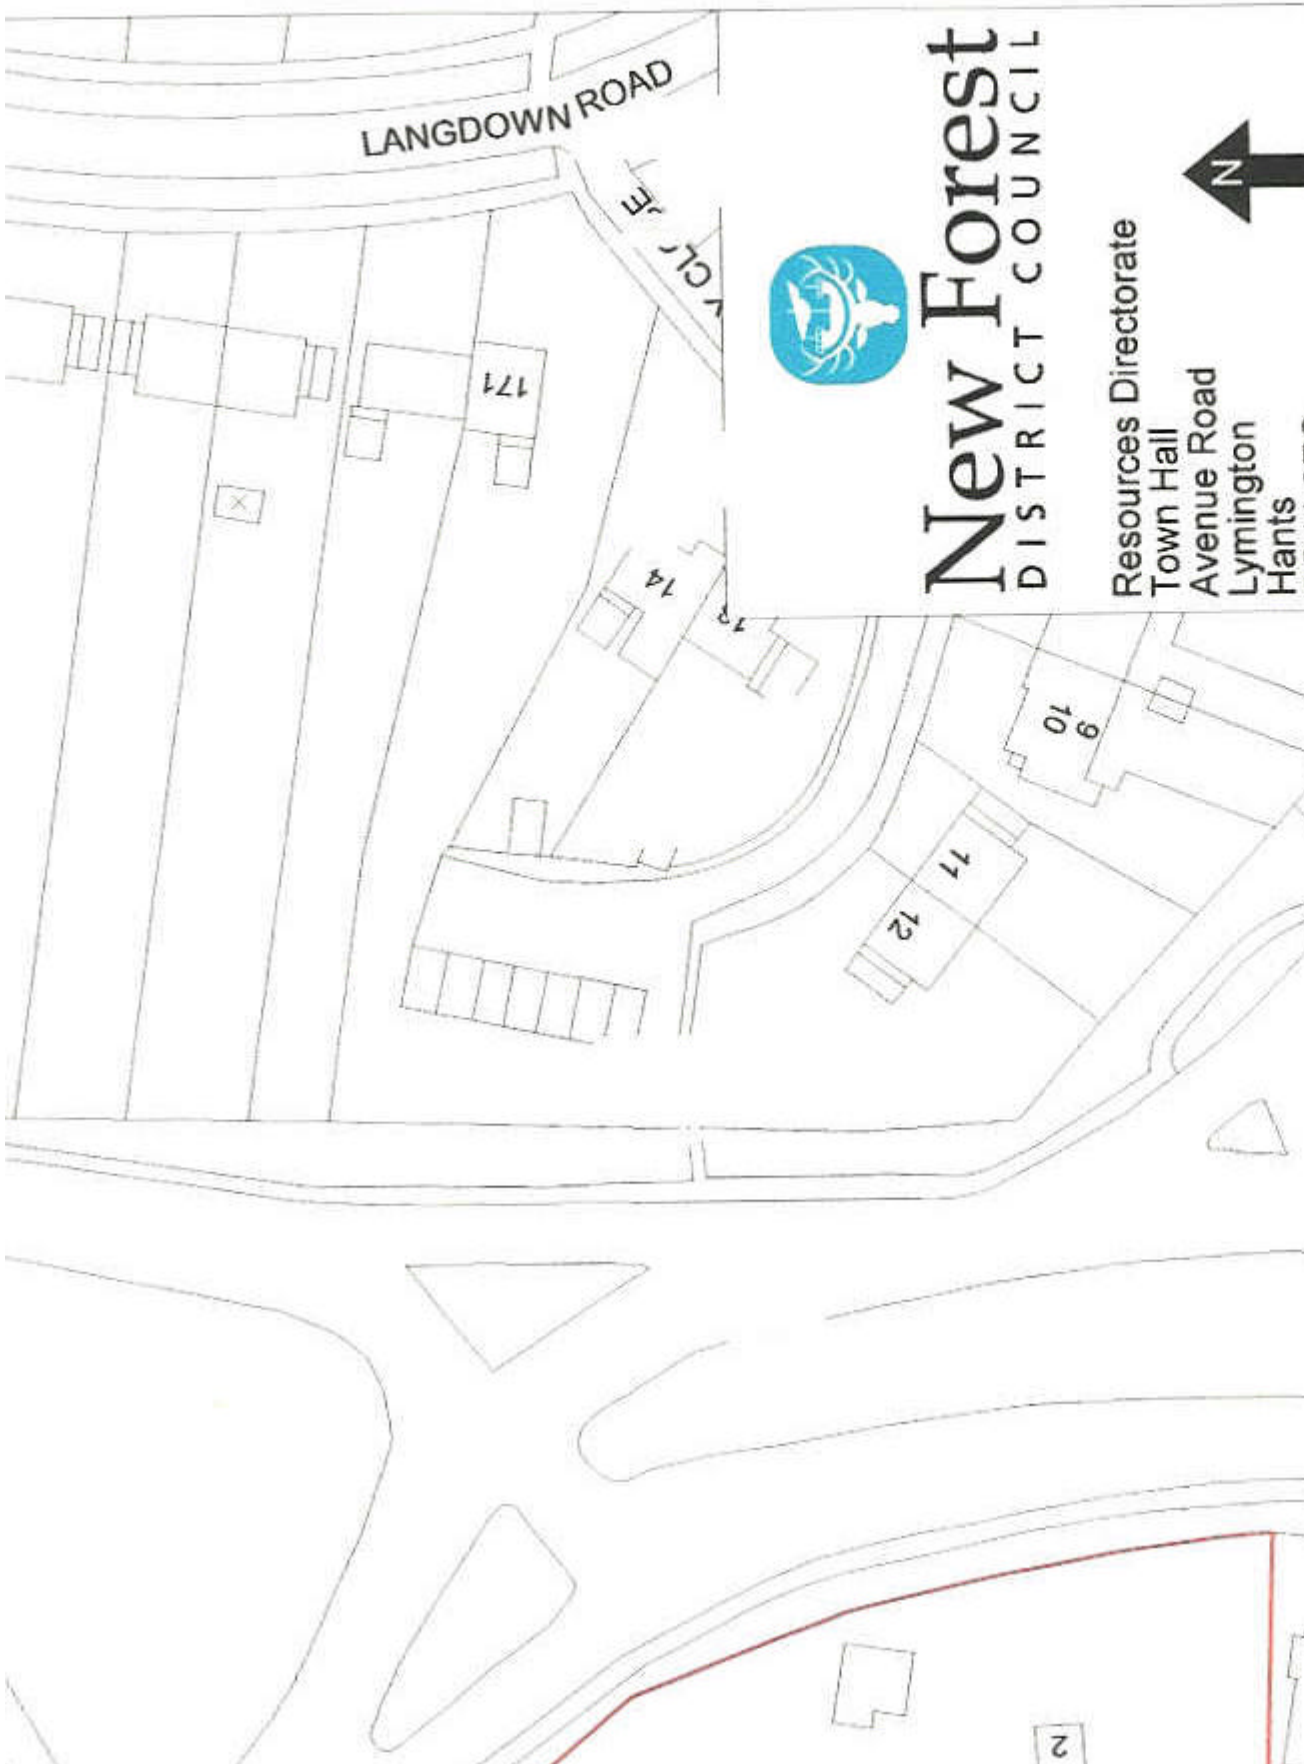 New Forest
DISTRICT COUNCIL
Resources Directorate
Town Hall
Avenue Road
Lymington
Hants
N
LANGDOWN ROAD
171
14
9
10
11
12
2